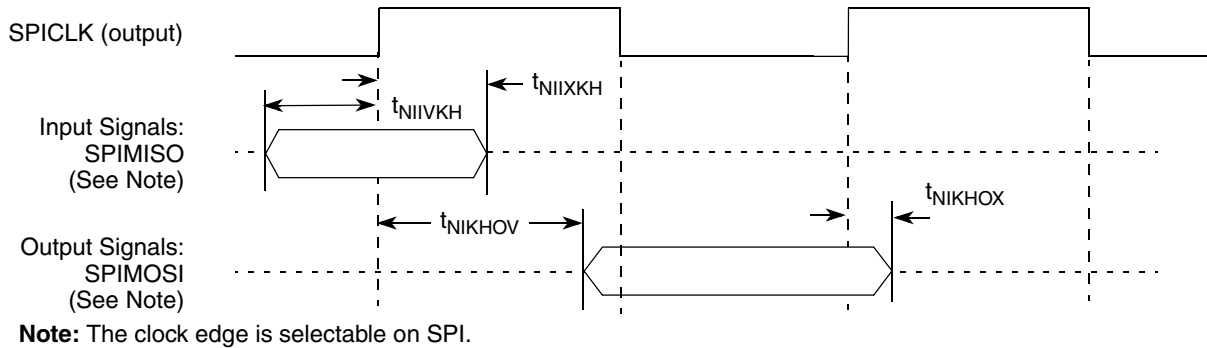 SPICLK (output)
tNIIXKH
tNIIVKH
Input Signals:
SPIMISO
(See Note)
tNIKHOX
tNIKHOV
Output Signals:
SPIMOSI
(See Note)
Note: The clock edge is selectable on SPI.